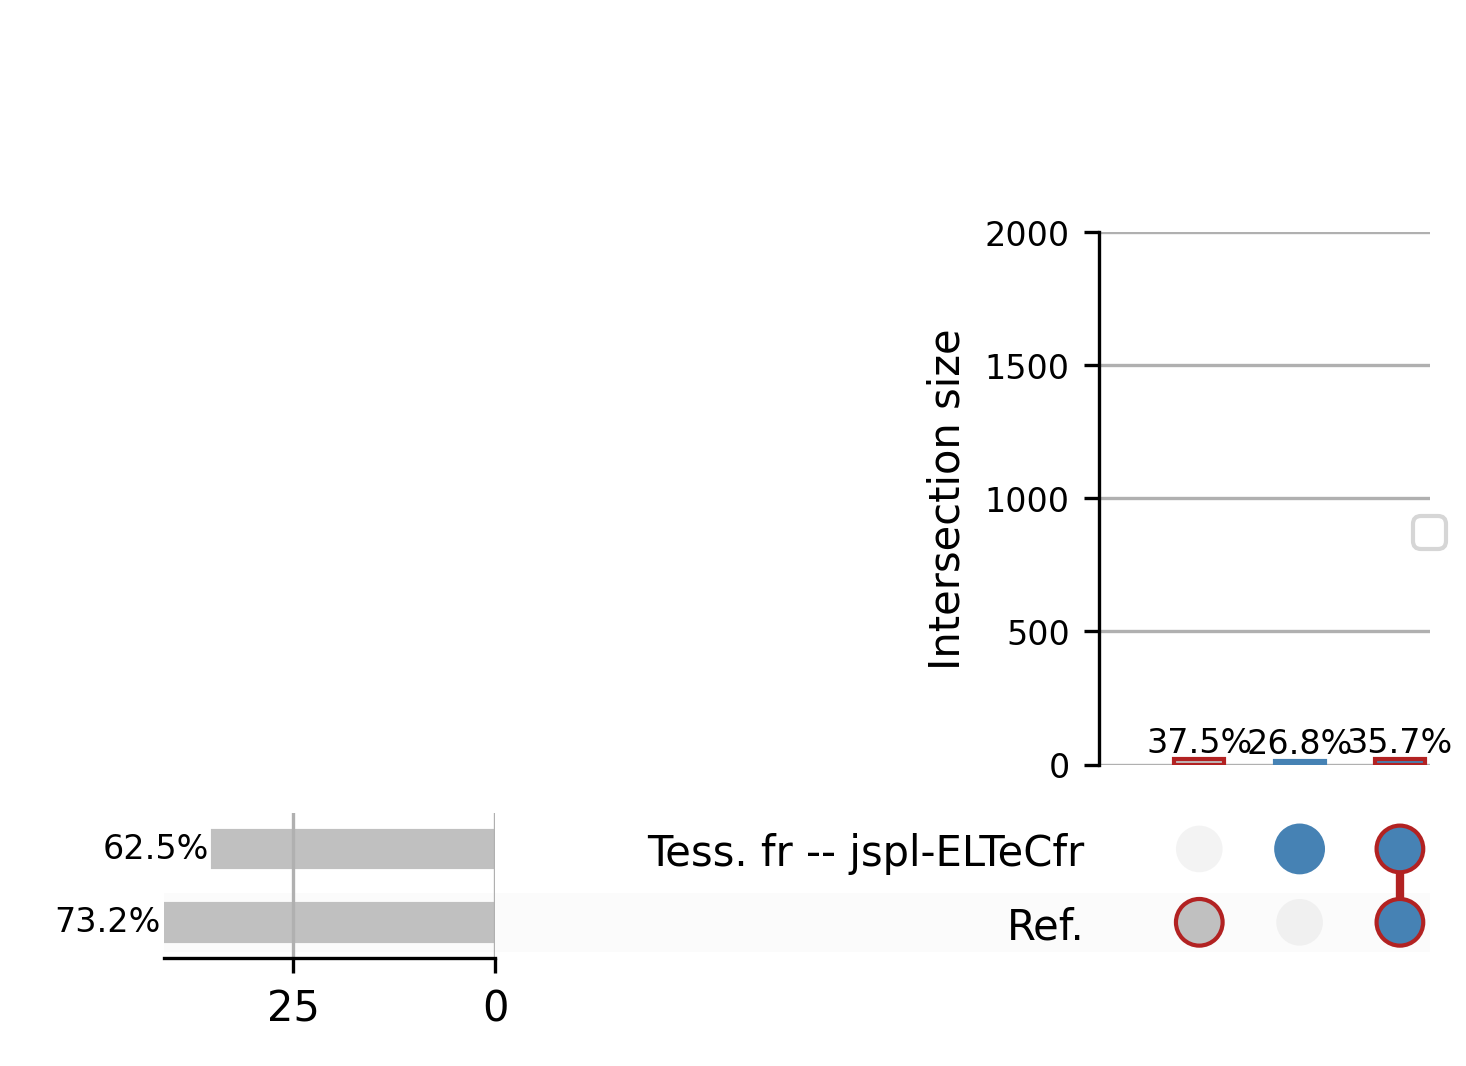 2000
1500
1000
500
0
Intersection size
37.5% 26.8% 35.7%
62.5%
Tess. fr -- jspl-ELTeCfr
73.2%
Ref.
25 0